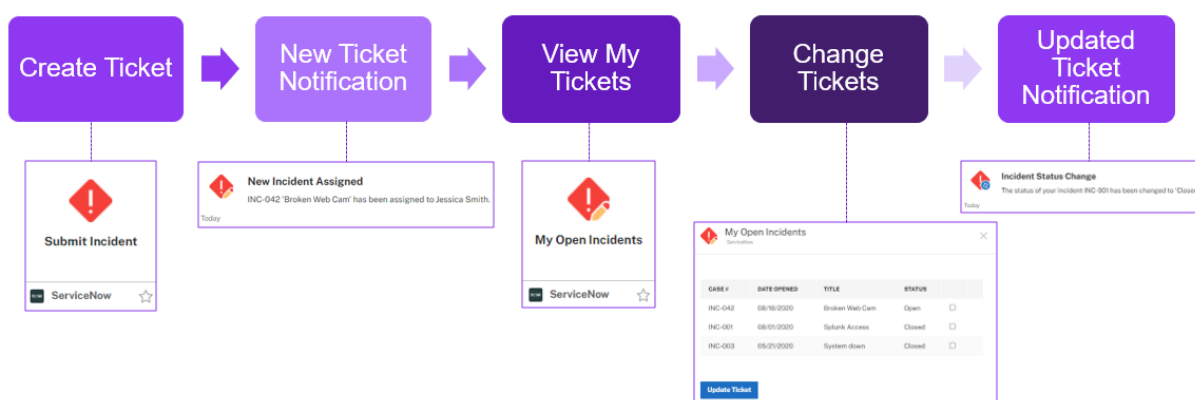 Create Ticket
New Ticket
Notification
View My
Tickets
Change
Tickets
Updated
Ticket
Notification
Submit Incident
ServiceNow
New Incident Assigned
INC-042 'Broken Web Cam' has been assigned to Jessica Smith.
Today
My Open Incidents
ServiceNow
My Open Incidents
ServiceNow
CASE # DATE OPENED TITLE STATUS
INC-042 08/16/2020 Broken Web Cam Open
INC-001 08/01/2020 Splunk Access Closed
INC-003 05/21/2020 System down Closed
Update Ticket
Incident Status Change
The status of your incident INC-001 has been changed to 'Closed
Today